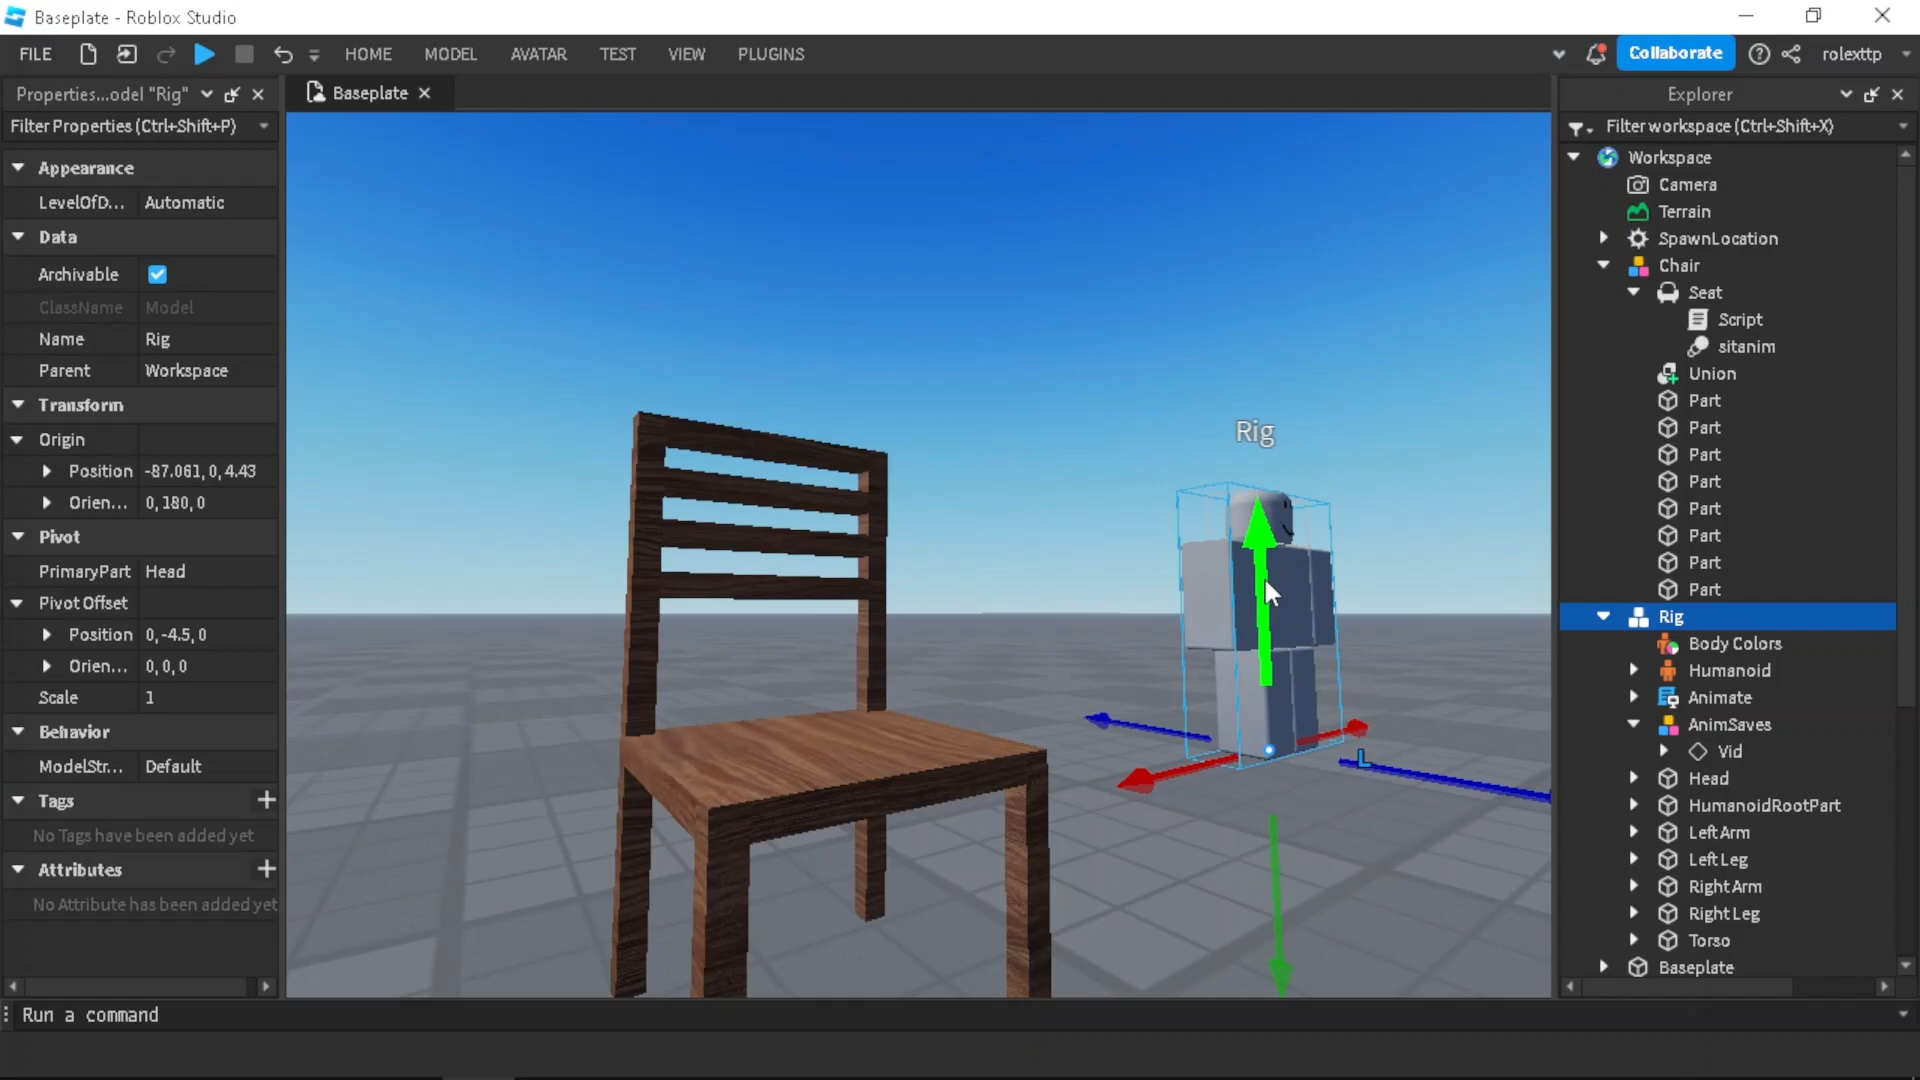 Baseplate - Roblox Studio
FILE HOME MODEL AVATAR TEST VIEW PLUGINS Collaborate rolexttp
Properties...odel "Rig"
Filter Properties (Ctrl+Shift+P)
Appearance
LevelOfD... Automatic
Data
Archivable
ClassName Model
Name Rig
Parent Workspace
Transform
Origin
Position -87.061, 0, 4.43
Orien... 0, 180, 0
Pivot
PrimaryPart Head
Pivot Offset
Position 0, -4.5, 0
Orien... 0, 0, 0
Scale 1
Behavior
ModelStr... Default
Tags
No Tags have been added yet
Attributes
No Attribute has been added yet
Baseplate
Rig
L
Explorer
Filter workspace (Ctrl+Shift+X)
Workspace
Camera
Terrain
SpawnLocation
Chair
Seat
Script
sitanim
Union
Part
Part
Part
Part
Part
Part
Part
Part
Rig
Body Colors
Humanoid
Animate
AnimSaves
Vid
Head
HumanoidRootPart
Left Arm
Left Leg
Right Arm
Right Leg
Torso
Baseplate
Run a command